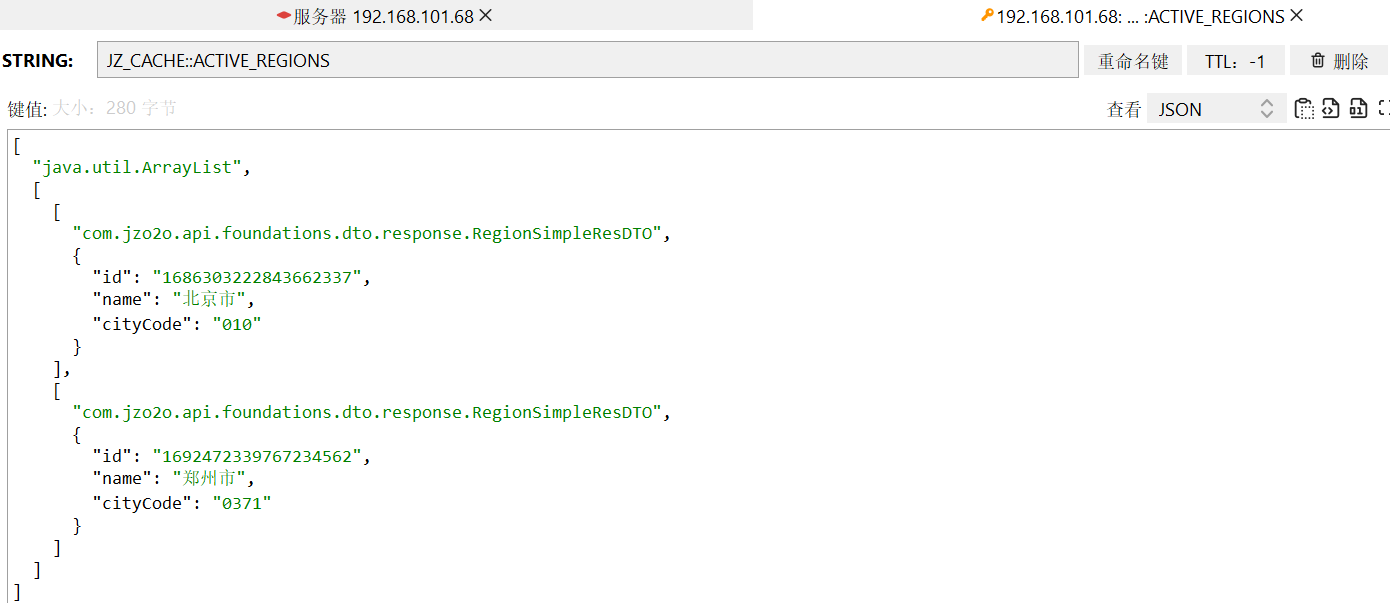 服务器 192.168.101.68
192.168.101.68: ... :ACTIVE_REGIONS
STRING: JZ_CACHE::ACTIVE_REGIONS 重命名键 TTL: -1 删除
键值: 大小: 280 字节 查看 JSON
[
  "java.util.ArrayList",
  [
    [
      "com.jzo2o.api.foundations.dto.response.RegionSimpleResDTO",
      {
        "id": "1686303222843662337",
        "name": "北京市",
        "cityCode": "010"
      }
    ],
    [
      "com.jzo2o.api.foundations.dto.response.RegionSimpleResDTO",
      {
        "id": "1692472339767234562",
        "name": "郑州市",
        "cityCode": "0371"
      }
    ]
  ]
]